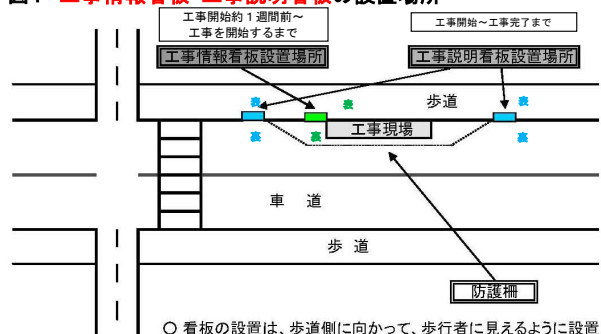 図1 工事情報看板・工事説明看板の設置場所
工事開始約1週間前~
工事を開始するまで
工事開始~工事完了まで
工事情報看板設置場所
工事説明看板設置場所
表
表
歩道
表
裏
裏
工事現場
裏
車 道
歩 道
防護柵
○ 看板の設置は、歩道側に向かって、歩行者に見えるように設置